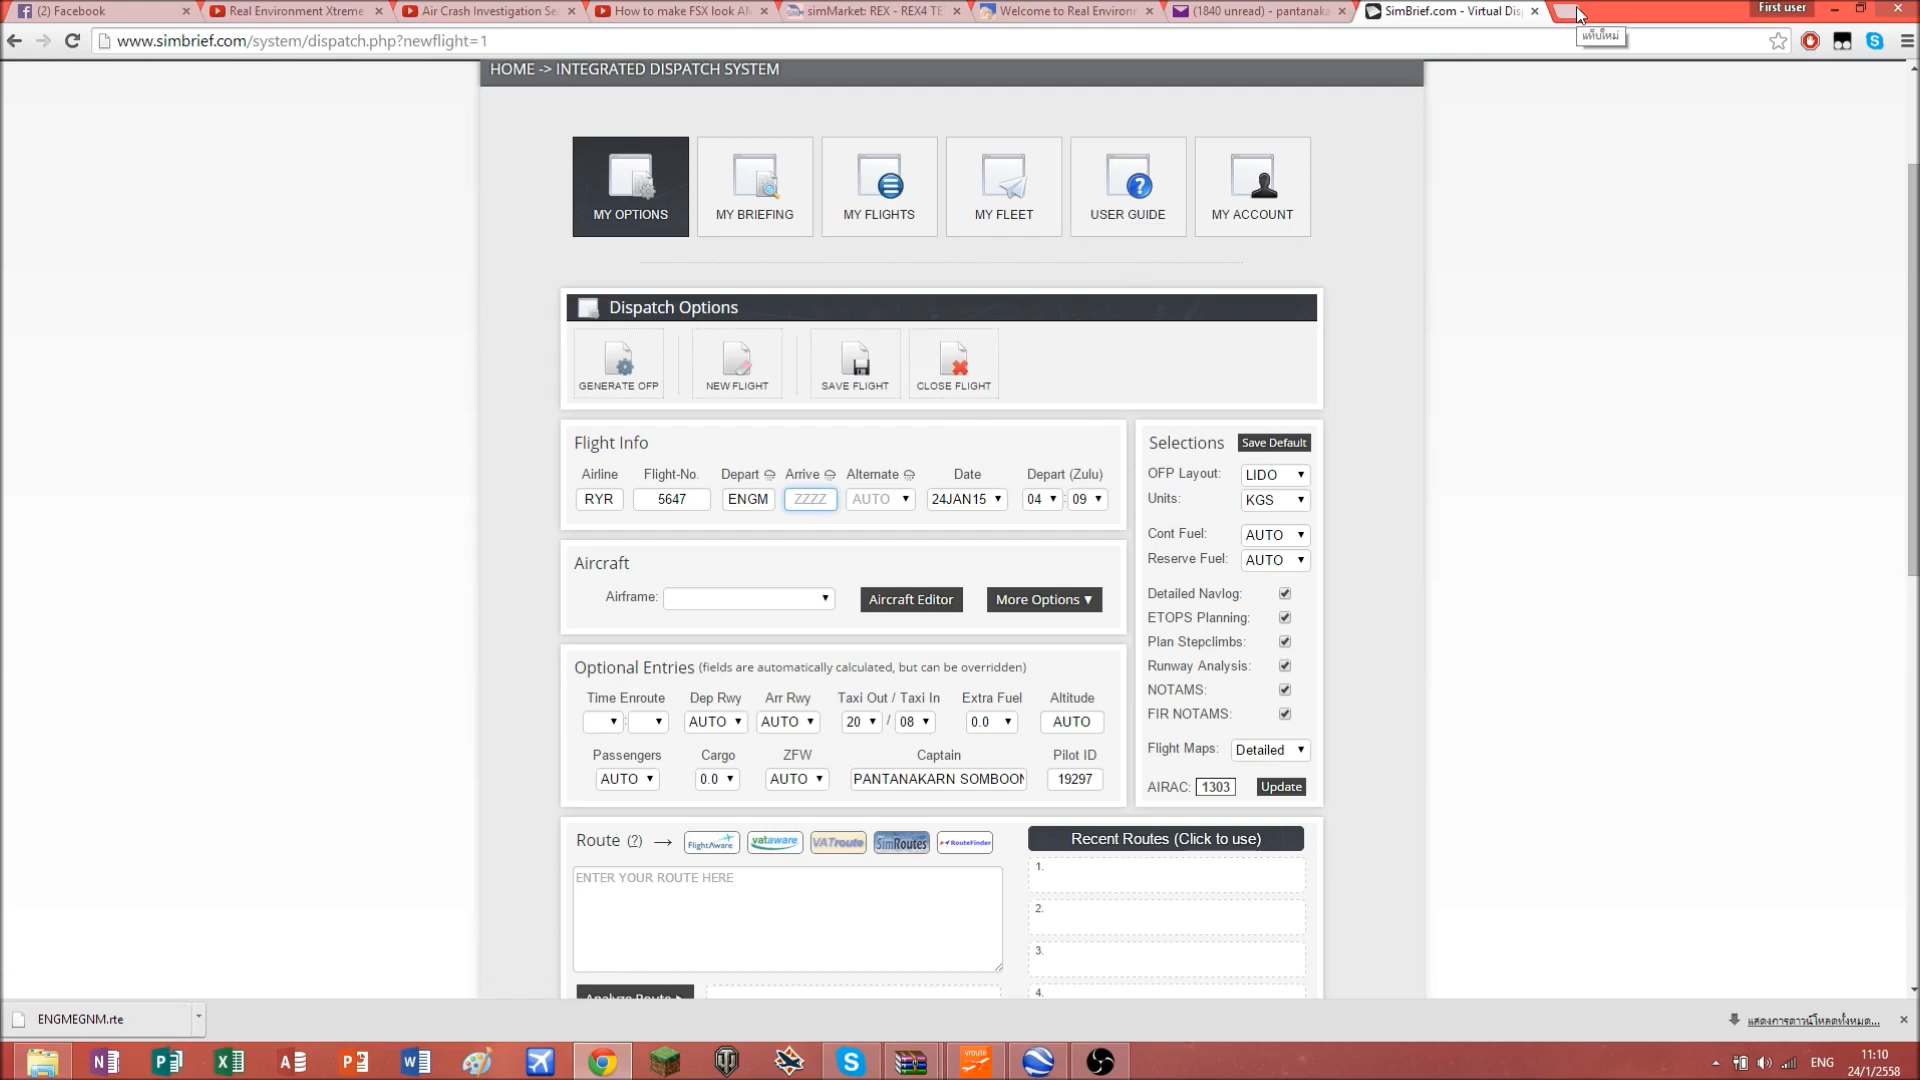 (2) Facebook
Real Environment Xtreme
Air Crash Investigation Se
How to make FSX look AM
simMarket: REX - REX4 TE
Welcome to Real Environ
(1840 unread) - pantanaka
SimBrief.com - Virtual Dis
First user
แท็บใหม่
www.simbrief.com/system/dispatch.php?newflight=1
HOME -> INTEGRATED DISPATCH SYSTEM
MY OPTIONS
MY BRIEFING
MY FLIGHTS
MY FLEET
USER GUIDE
MY ACCOUNT
Dispatch Options
GENERATE OFP
NEW FLIGHT
SAVE FLIGHT
CLOSE FLIGHT
Flight Info
Airline Flight-No. Depart Arrive Alternate Date Depart (Zulu)
RYR 5647 ENGM ZZZZ AUTO 24JAN15 04 : 09
Selections Save Default
OFP Layout: LIDO
Units: KGS
Cont Fuel: AUTO
Reserve Fuel: AUTO
Detailed Navlog:
ETOPS Planning:
Plan Stepclimbs:
Runway Analysis:
NOTAMS:
FIR NOTAMS:
Flight Maps: Detailed
AIRAC: 1303 Update
Aircraft
Airframe: Aircraft Editor More Options ▼
Optional Entries (fields are automatically calculated, but can be overridden)
Time Enroute Dep Rwy Arr Rwy Taxi Out / Taxi In Extra Fuel Altitude
: AUTO AUTO 20 / 08 0.0 AUTO
Passengers Cargo ZFW Captain Pilot ID
AUTO 0.0 AUTO PANTANAKARN SOMBOON 19297
Route (?) → FlightAware vataware VATroute SimRoutes RouteFinder
ENTER YOUR ROUTE HERE
Analyze Route
Recent Routes (Click to use)
1.
2.
3.
4.
ENGMEGNM.rte
แสดงการดาวน์โหลดทั้งหมด...
ENG
11:10
24/1/2558